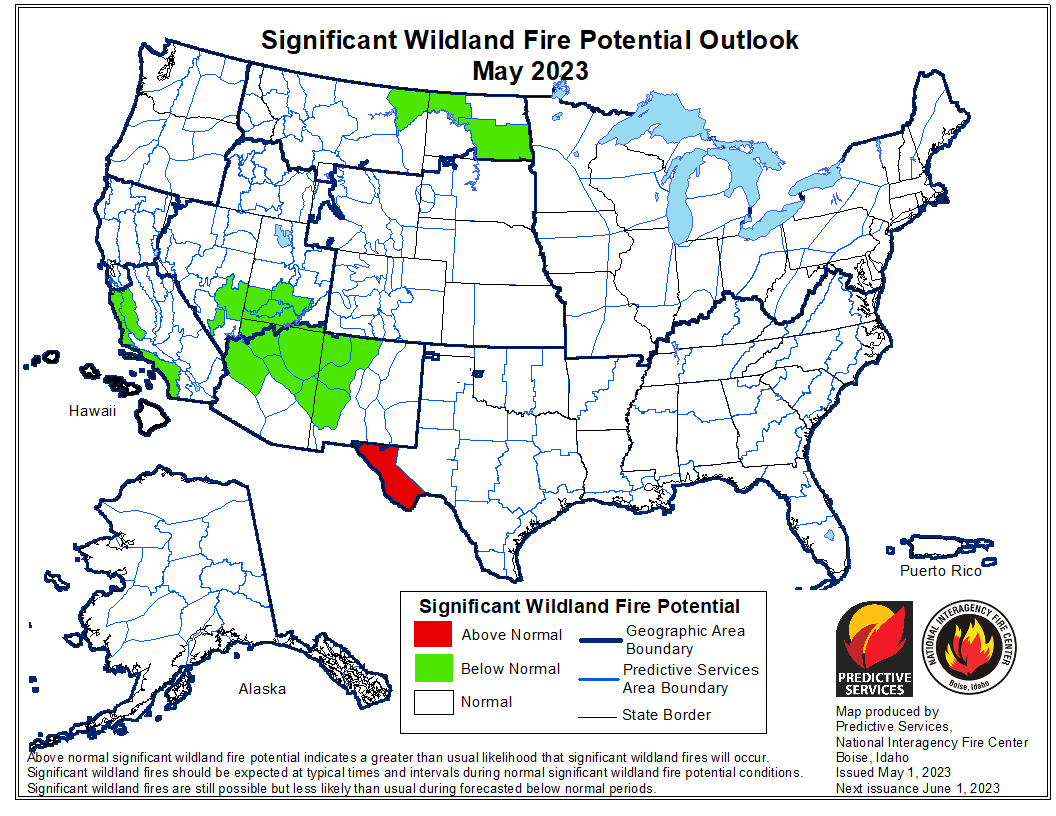 Significant Wildland Fire Potential Outlook
May 2023
Hawaii
Alaska
Puerto Rico
Significant Wildland Fire Potential
Above Normal
Below Normal
Normal
Geographic Area
Boundary
Predictive Services
Area Boundary
State Border
PREDICTIVE
SERVICES
NATIONAL INTERAGENCY FIRE CENTER
Boise, Idaho
Map produced by
Predictive Services,
National Interagency Fire Center
Boise, Idaho
Issued May 1, 2023
Next issuance June 1, 2023
Above normal significant wildland fire potential indicates a greater than usual likelihood that significant wildland fires will occur.
Significant wildland fires should be expected at typical times and intervals during normal significant wildland fire potential conditions.
Significant wildland fires are still possible but less likely than usual during forecasted below normal periods.